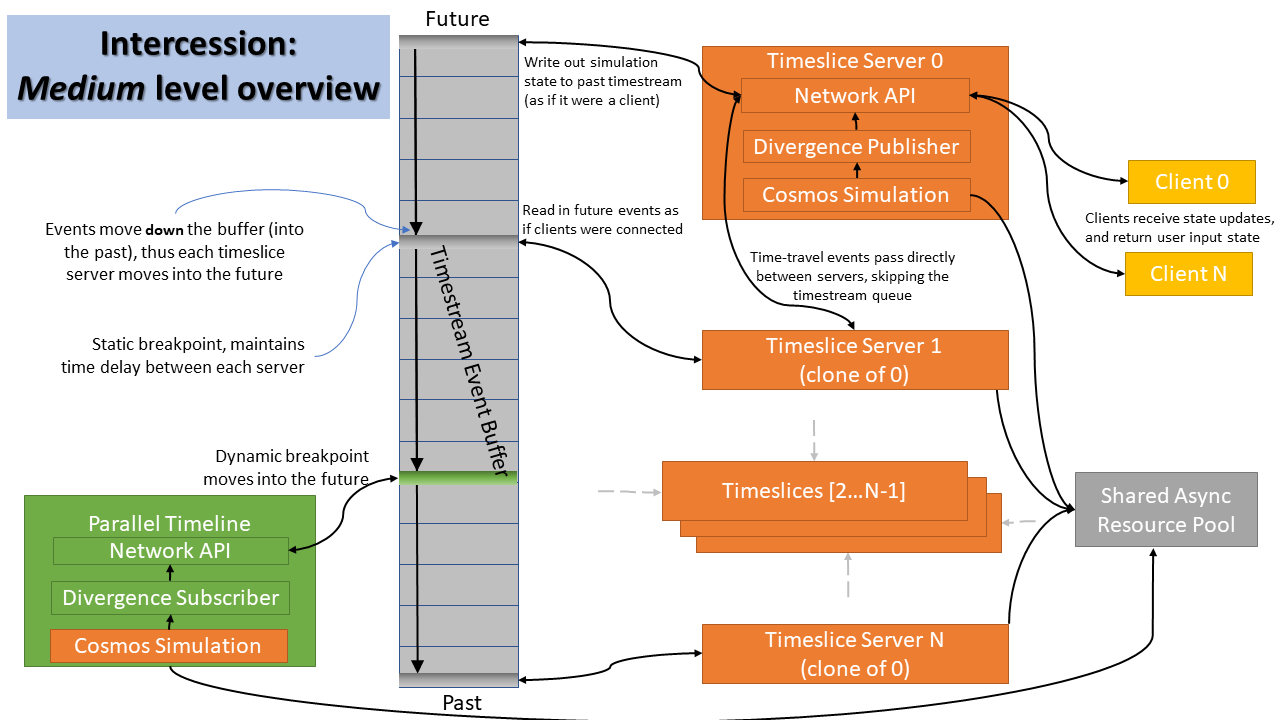 Intercession:
Medium level overview
Future
Write out simulation
state to past timestream
(as if it were a client)
Timeslice Server 0
Network API
Divergence Publisher
Cosmos Simulation
Client 0
Clients receive state updates,
and return user input state
Client N
Events move down the buffer (into
the past), thus each timeslice
server moves into the future
Read in future events as
if clients were connected
Time-travel events pass directly
between servers, skipping the
timestream queue
Static breakpoint, maintains
time delay between each server
Timestream Event Buffer
Timeslice Server 1
(clone of 0)
Dynamic breakpoint
moves into the future
Timeslices [2...N-1]
Shared Async
Resource Pool
Parallel Timeline
Network API
Divergence Subscriber
Cosmos Simulation
Timeslice Server N
(clone of 0)
Past